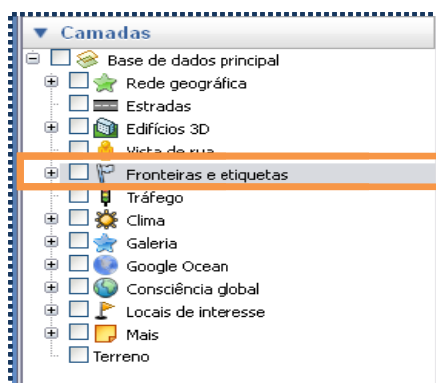 Camadas
Base de dados principal
Rede geográfica
Estradas
Edifícios 3D
Vista de rua
Fronteiras e etiquetas
Tráfego
Clima
Galeria
Google Ocean
Consciência global
Locais de interesse
Mais
Terreno